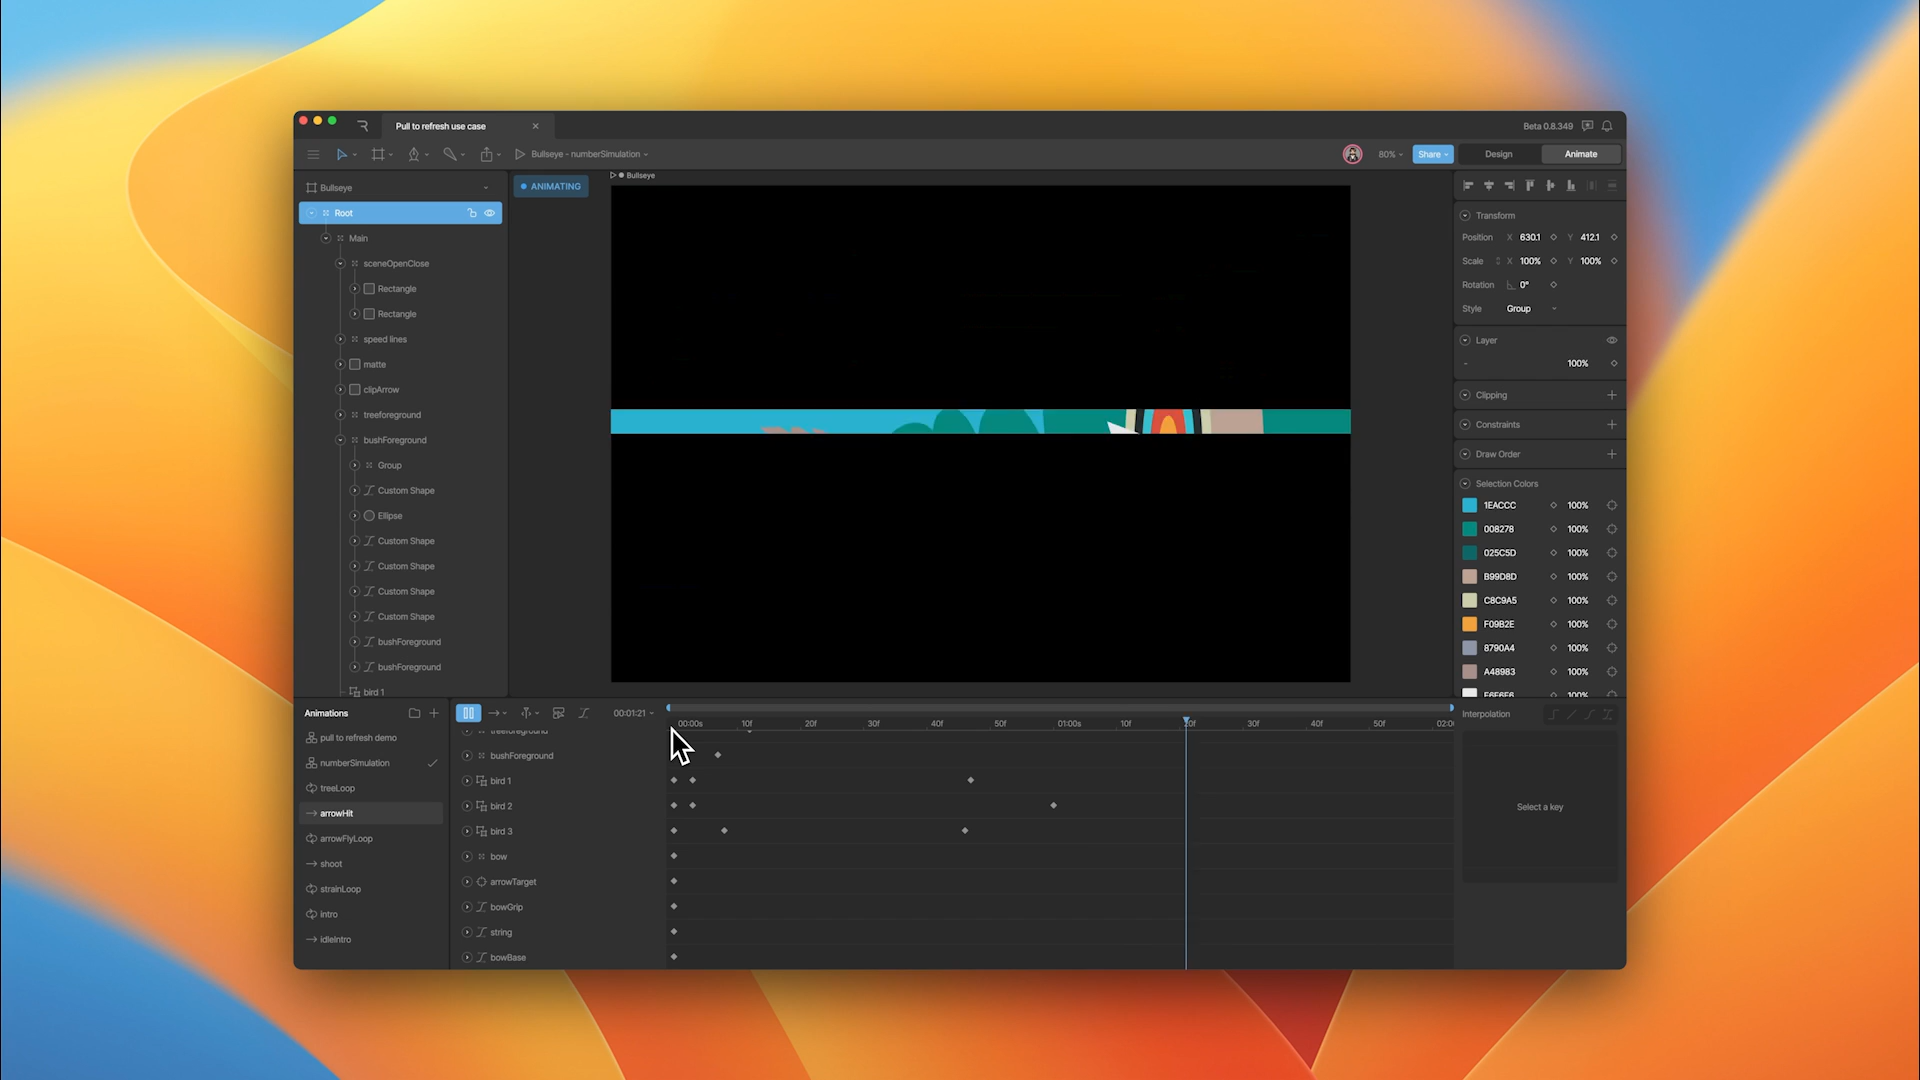 Pull to refresh use case
Beta 0.8.349
Bullseye - numberSimulation
80%
Share
Design
Animate
Bullseye
ANIMATING
Bullseye
Root
Main
sceneOpenClose
Rectangle
Rectangle
speed lines
matte
clipArrow
treeforeground
bushForeground
Group
Custom Shape
Ellipse
Custom Shape
Custom Shape
Custom Shape
Custom Shape
bushForeground
bushForeground
bird 1
Transform
Position X 630.1 Y 412.1
Scale X 100% Y 100%
Rotation 0°
Style Group
Layer
- 100%
Clipping
Constraints
Draw Order
Selection Colors
1EACCC 100%
008278 100%
025C5D 100%
B99D8D 100%
C8C9A5 100%
F09B2E 100%
8790A4 100%
A48983 100%
E6E6E6 100%
Animations
pull to refresh demo
numberSimulation
treeLoop
arrowHit
arrowFlyLoop
shoot
strainLoop
intro
idleIntro
00:01:21
00:00s 10f 20f 30f 40f 50f 01:00s 10f 20f 30f 40f 50f 02:0
treeforeground
bushForeground
bird 1
bird 2
bird 3
bow
arrowTarget
bowGrip
string
bowBase
Interpolation
Select a key